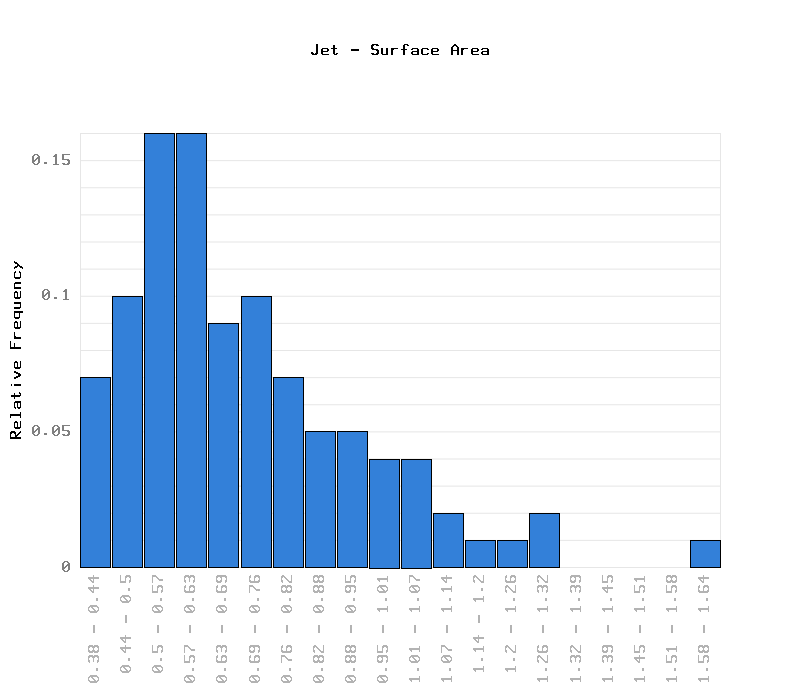 Jet - Surface Area
Relative Frequency
0.15
0.1
0.05
0
0.38 - 0.44
0.44 - 0.5
0.5 - 0.57
0.57 - 0.63
0.63 - 0.69
0.69 - 0.76
0.76 - 0.82
0.82 - 0.88
0.88 - 0.95
0.95 - 1.01
1.01 - 1.07
1.07 - 1.14
1.14 - 1.2
1.2 - 1.26
1.26 - 1.32
1.32 - 1.39
1.39 - 1.45
1.45 - 1.51
1.51 - 1.58
1.58 - 1.64